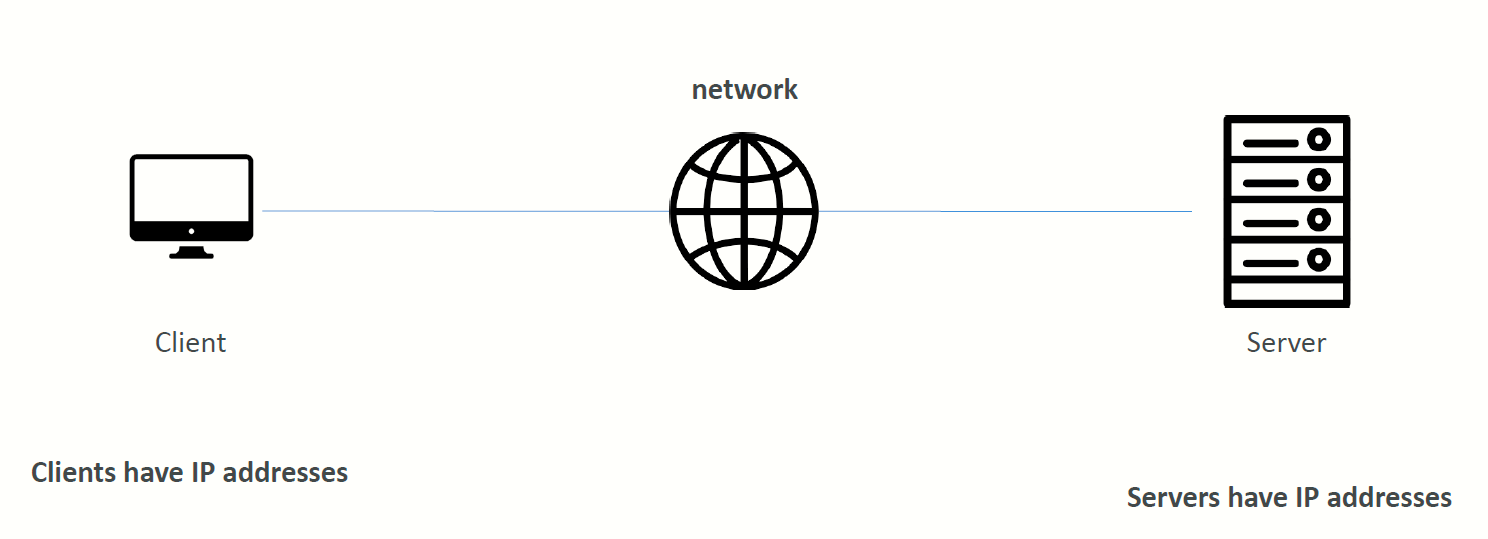 network
Client
Server
Clients have IP addresses
Servers have IP addresses